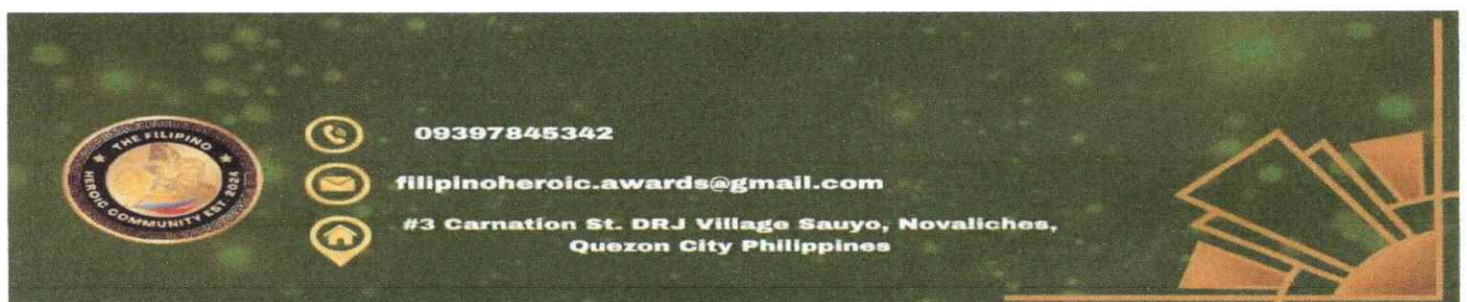 THE FILIPINO
HEROIC COMMUNITY EST. 2024
09397845342
filipinoheroic.awards@gmail.com
#3 Carnation St. DRJ Village Sauyo, Novaliches,
Quezon City Philippines